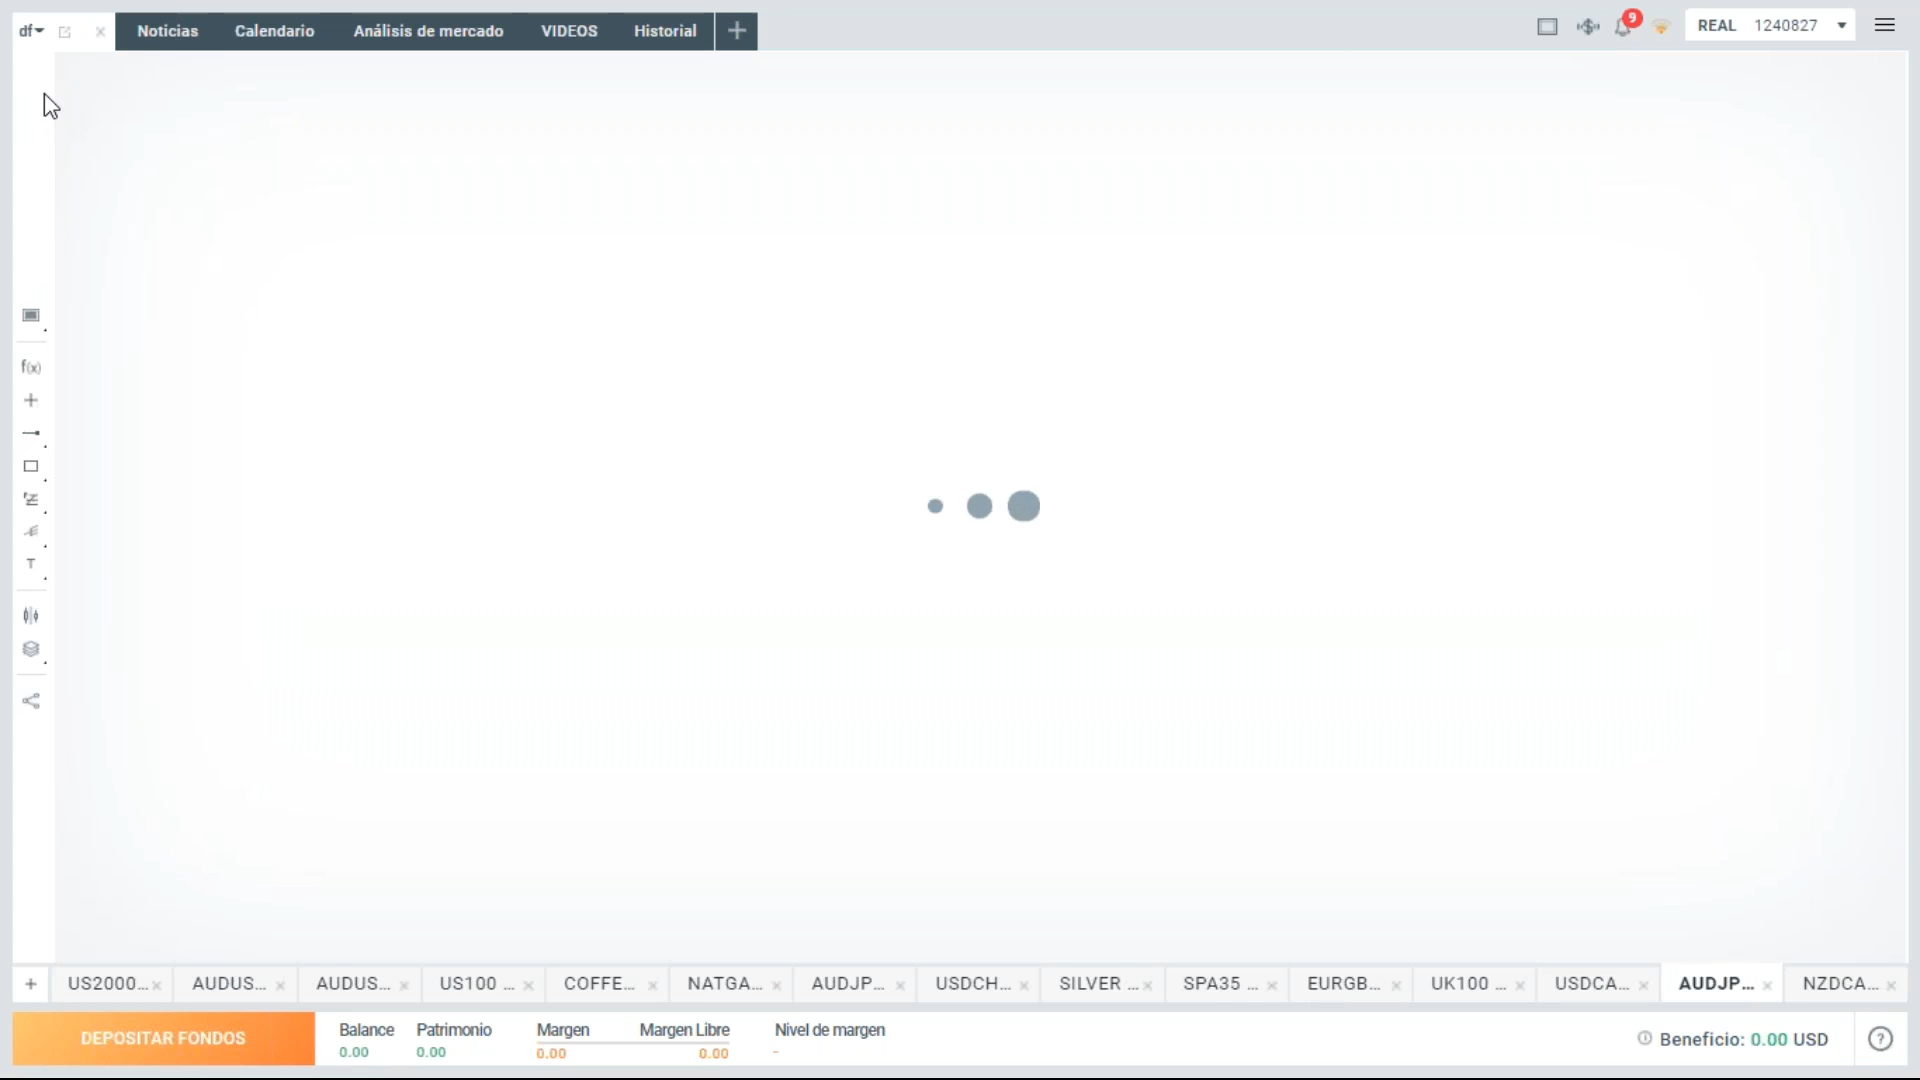 df Noticias Calendario Análisis de mercado VIDEOS Historial 9 REAL 1240827
f(x)
T
US2000... AUDUS... AUDUS... US100 ... COFFE... NATGA... AUDJP... USDCH... SILVER ... SPA35 ... EURGB... UK100 ... USDCA... AUDJP... NZDCA...
DEPOSITAR FONDOS Balance Patrimonio Margen Margen Libre Nivel de margen
0.00 0.00 0.00 0.00 -
Beneficio: 0.00 USD ?